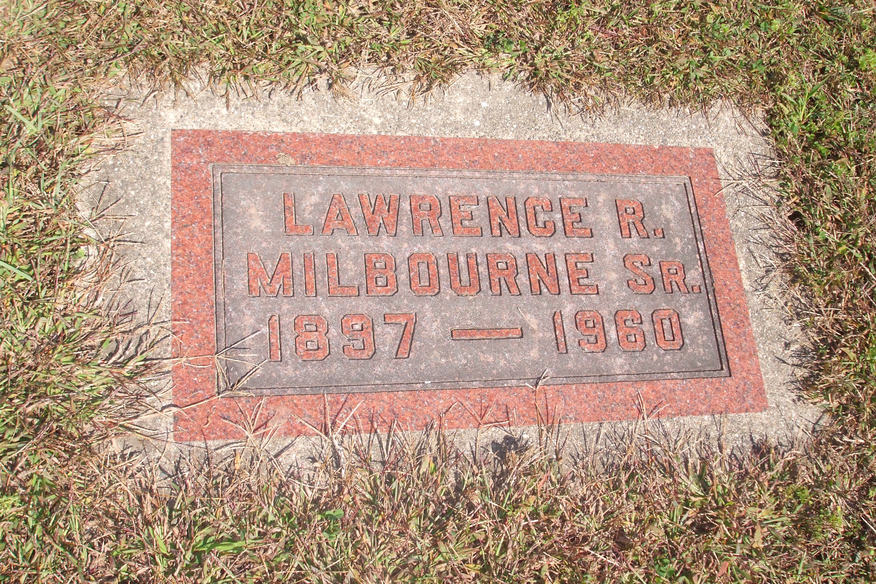 LAWRENCE R.
MILBOURNE SR.
1897 — 1960